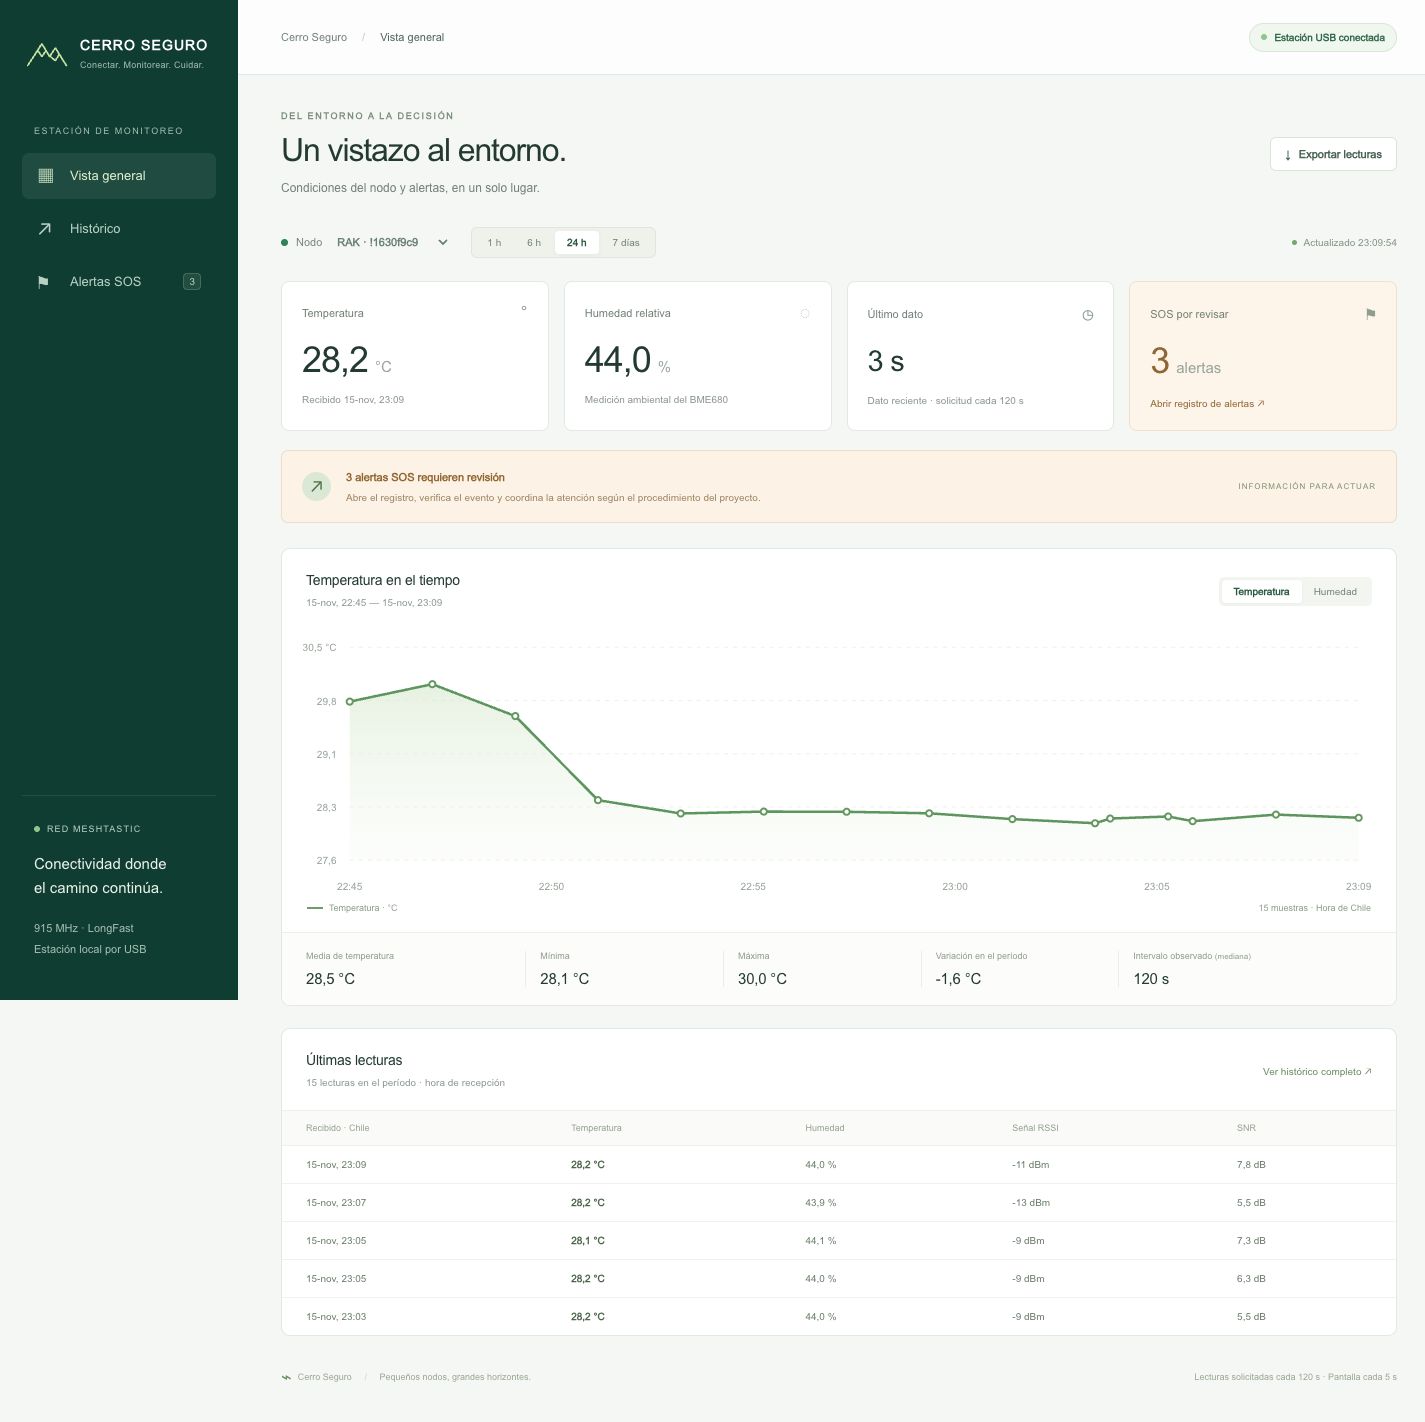 CERRO SEGURO
Conectar. Monitorear. Cuidar.
ESTACIÓN DE MONITOREO
Vista general
Histórico
Alertas SOS 3
RED MESHTASTIC
Conectividad donde
el camino continúa.
915 MHz · LongFast
Estación local por USB
Cerro Seguro / Vista general
Estación USB conectada
DEL ENTORNO A LA DECISIÓN
Un vistazo al entorno.
Condiciones del nodo y alertas, en un solo lugar.
↓ Exportar lecturas
Nodo RAK · !1630f9c9
1 h 6 h 24 h 7 días
Actualizado 23:09:54
Temperatura °
28,2 °C
Recibido 15-nov, 23:09
Humedad relativa
44,0 %
Medición ambiental del BME680
Último dato
3 s
Dato reciente · solicitud cada 120 s
SOS por revisar
3 alertas
Abrir registro de alertas ↗
3 alertas SOS requieren revisión
Abre el registro, verifica el evento y coordina la atención según el procedimiento del proyecto.
INFORMACIÓN PARA ACTUAR
Temperatura en el tiempo
15-nov, 22:45 — 15-nov, 23:09
Temperatura Humedad
30,5 °C
29,8
29,1
28,3
27,6
22:45 22:50 22:55 23:00 23:05 23:09
Temperatura · °C
15 muestras · Hora de Chile
Media de temperatura
28,5 °C
Mínima
28,1 °C
Máxima
30,0 °C
Variación en el período
-1,6 °C
Intervalo observado (mediana)
120 s
Últimas lecturas
15 lecturas en el período · hora de recepción
Ver histórico completo ↗
Recibido · Chile Temperatura Humedad Señal RSSI SNR
15-nov, 23:09 28,2 °C 44,0 % -11 dBm 7,8 dB
15-nov, 23:07 28,2 °C 43,9 % -13 dBm 5,5 dB
15-nov, 23:05 28,1 °C 44,1 % -9 dBm 7,3 dB
15-nov, 23:05 28,2 °C 44,0 % -9 dBm 6,3 dB
15-nov, 23:03 28,2 °C 44,0 % -9 dBm 5,5 dB
Cerro Seguro / Pequeños nodos, grandes horizontes.
Lecturas solicitadas cada 120 s · Pantalla cada 5 s